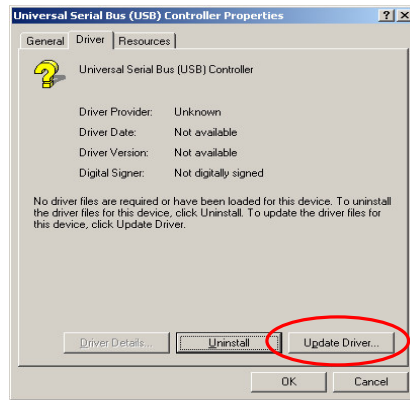 Universal Serial Bus (USB) Controller Properties
General Driver Resources
Universal Serial Bus (USB) Controller
Driver Provider: Unknown
Driver Date: Not available
Driver Version: Not available
Digital Signer: Not digitally signed
No driver files are required or have been loaded for this device. To uninstall
the driver files for this device, click Uninstall. To update the driver files for
this device, click Update Driver.
Driver Details... Uninstall Update Driver...
OK Cancel